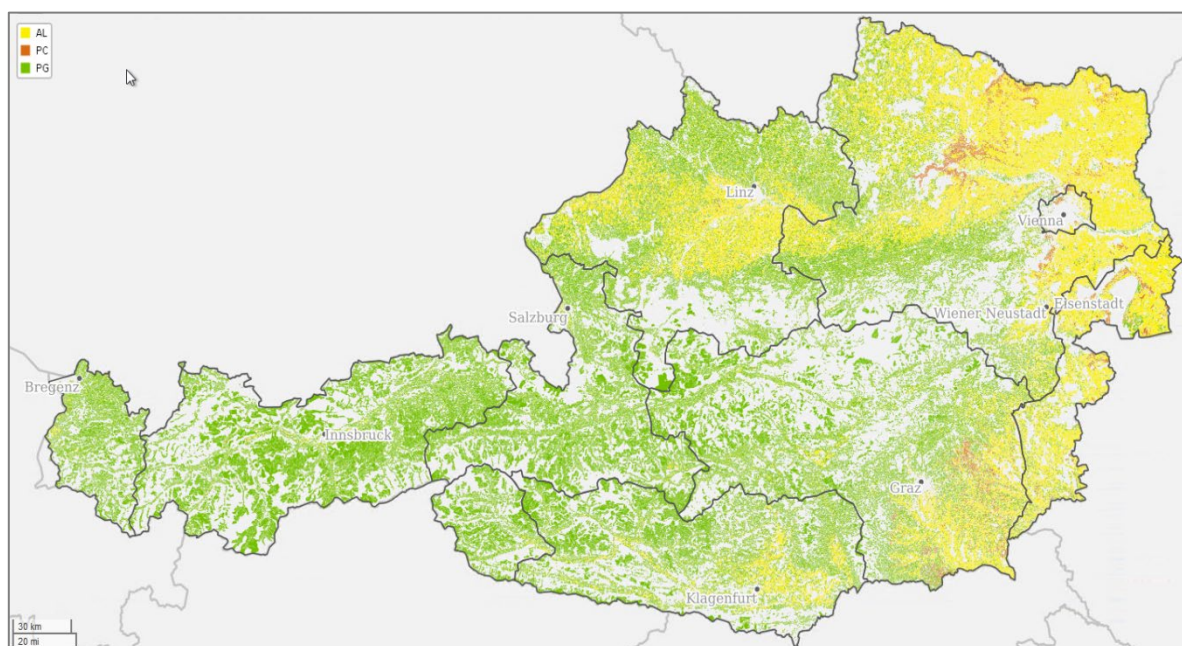 AL
PC
PG
Linz
Vienna
Salzburg
Wiener Neustadt
Eisenstadt
Bregenz
Innsbruck
Graz
Klagenfurt
30 km
20 mi